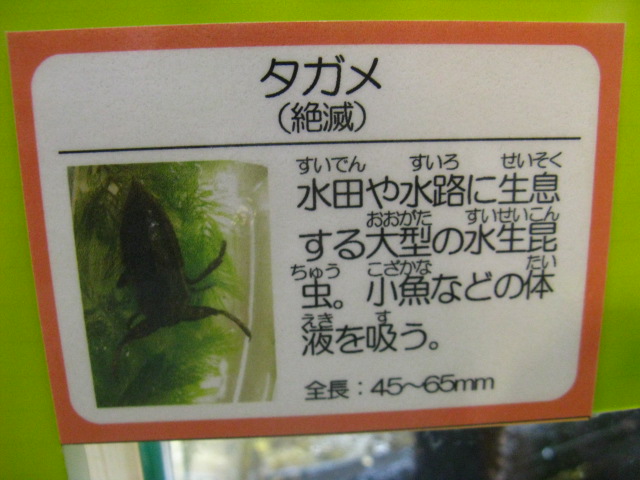 タガメ
(絶滅)
すいでん すいろ せいそく
水田や水路に生息
おおがた すいせいこん
する大型の水生昆
ちゅう こざかな たい
虫。小魚などの体
えき す
液を吸う。
全長：45～65mm